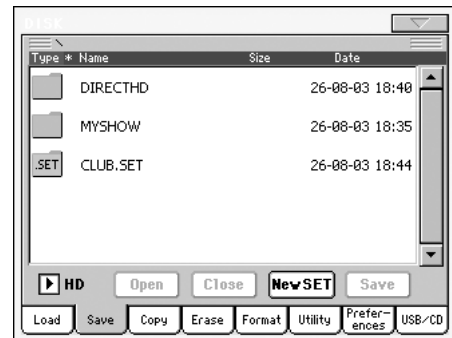 DISK
Type * Name Size Date
DIRECTHD 26-08-03 18:40
MYSHOW 26-08-03 18:35
.SET CLUB.SET 26-08-03 18:44
HD Open Close New SET Save
Load Save Copy Erase Format Utility Prefer-ences USB/CD